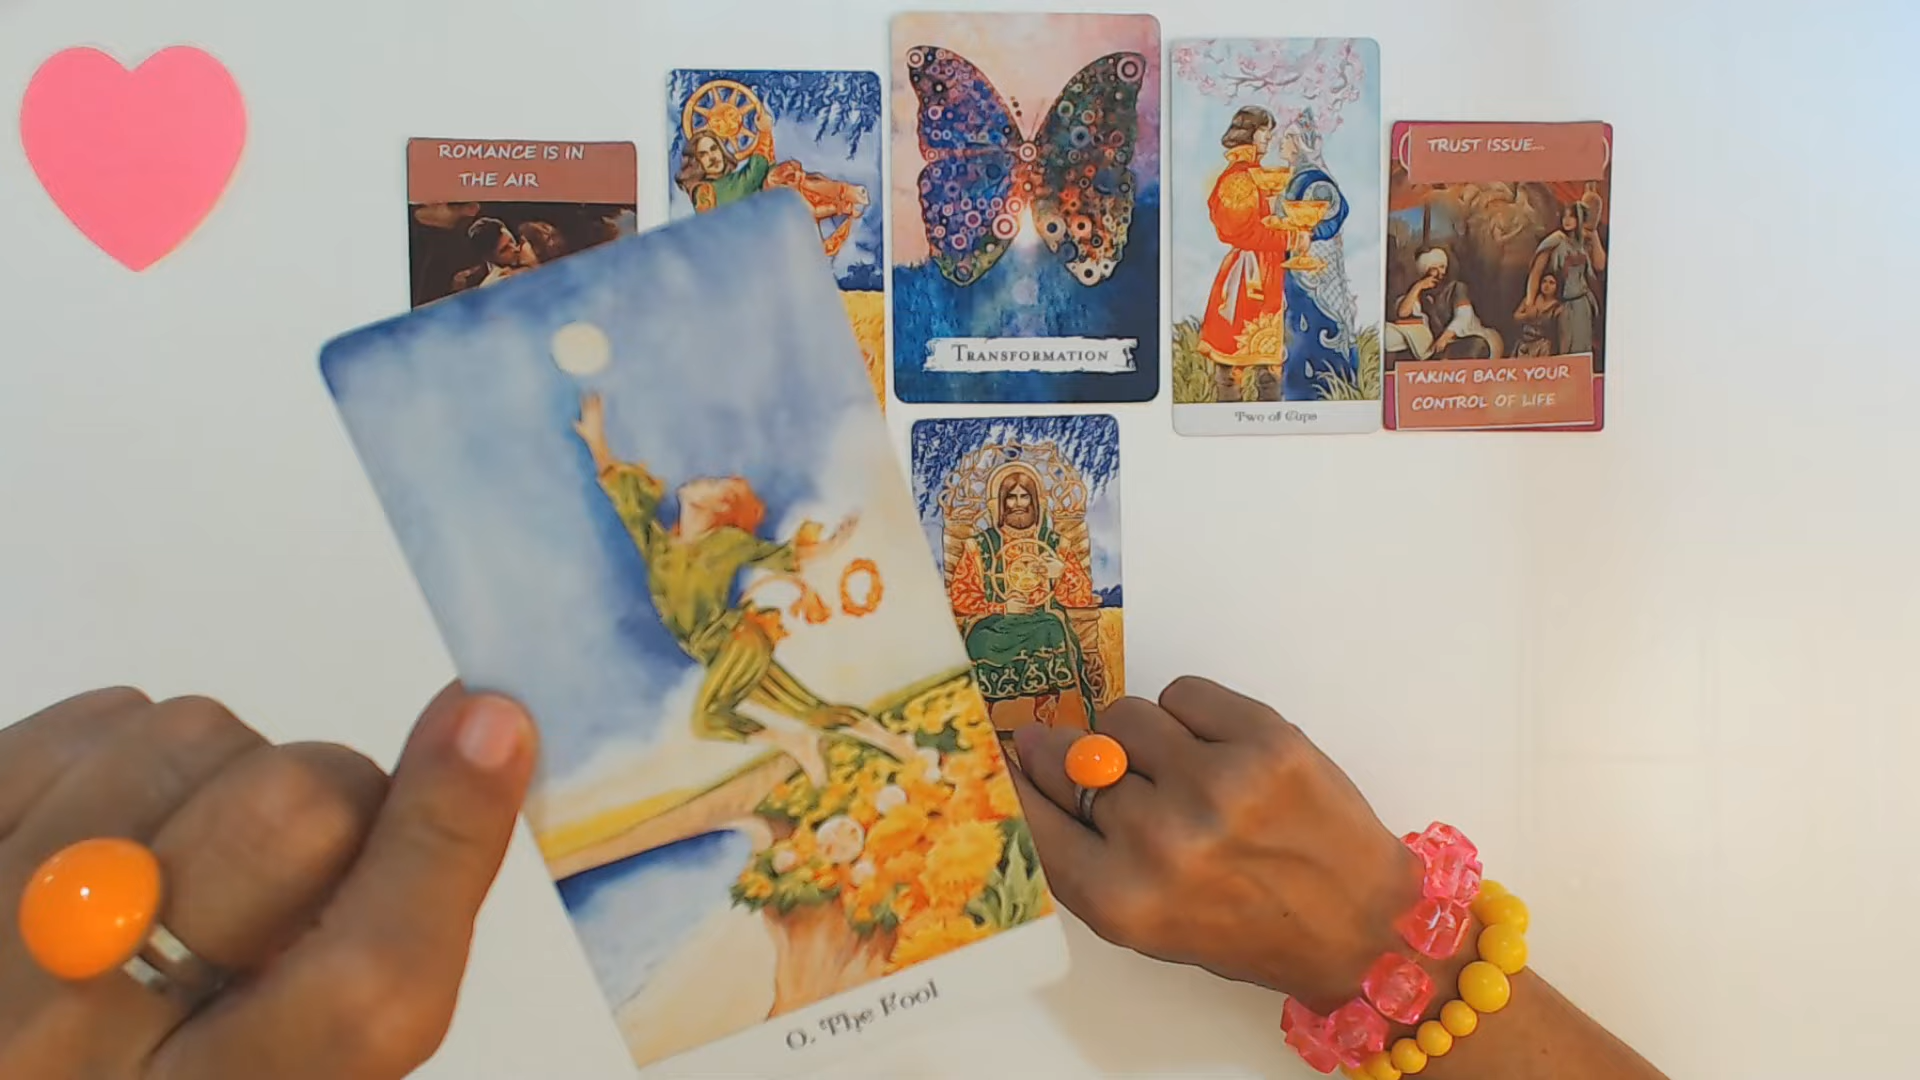 ROMANCE IS IN
THE AIR
TRANSFORMATION
Two of Cups
TRUST ISSUE...
TAKING BACK YOUR
CONTROL OF LIFE
0. The Fool